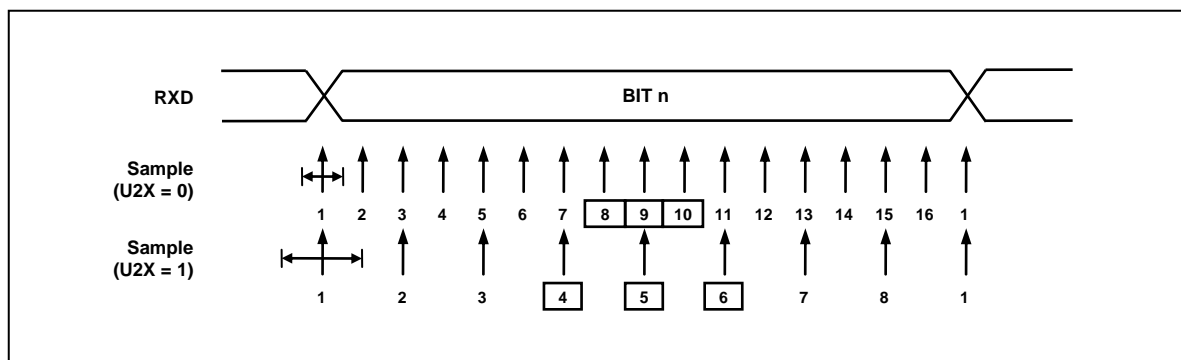 RXD BIT n
Sample
(U2X = 0)
1 2 3 4 5 6 7 8 9 10 11 12 13 14 15 16 1
Sample
(U2X = 1)
1 2 3 4 5 6 7 8 1